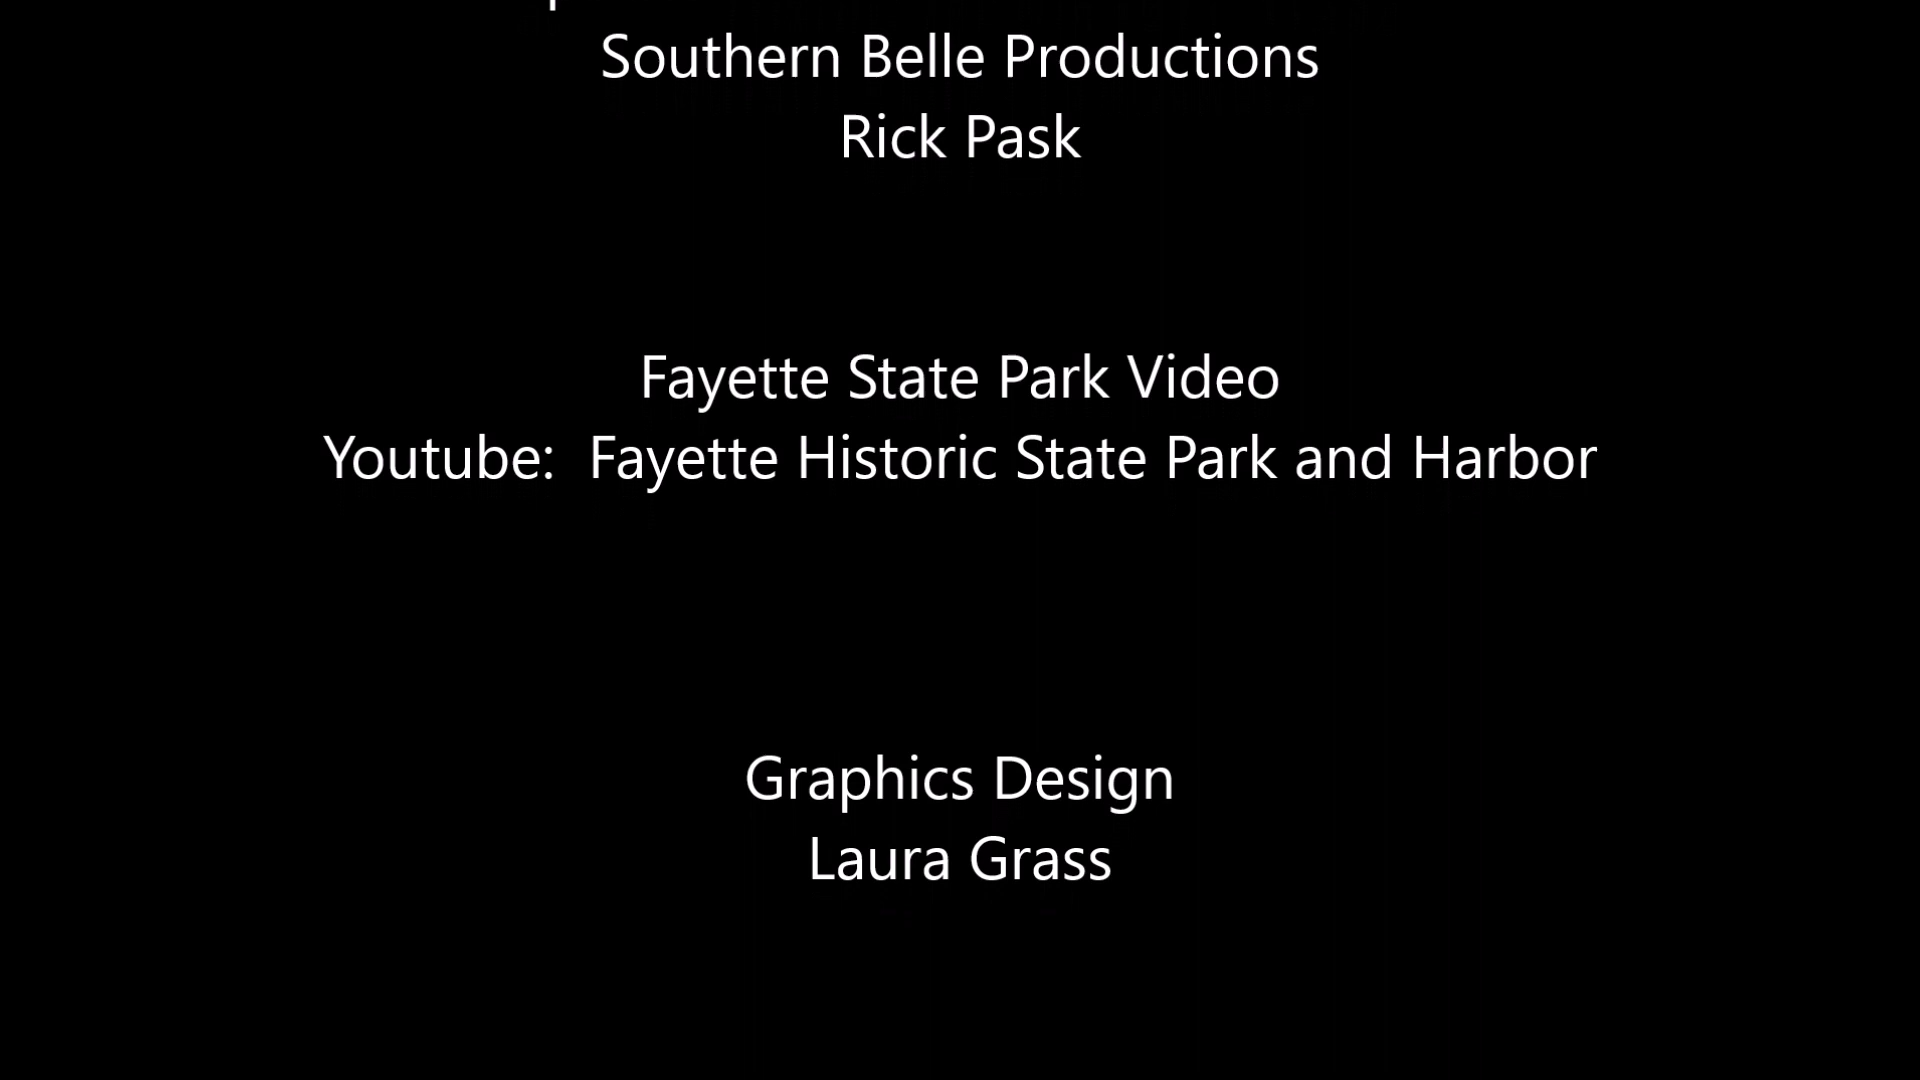 Southern Belle Productions
Rick Pask
Fayette State Park Video
Youtube:  Fayette Historic State Park and Harbor
Graphics Design
Laura Grass